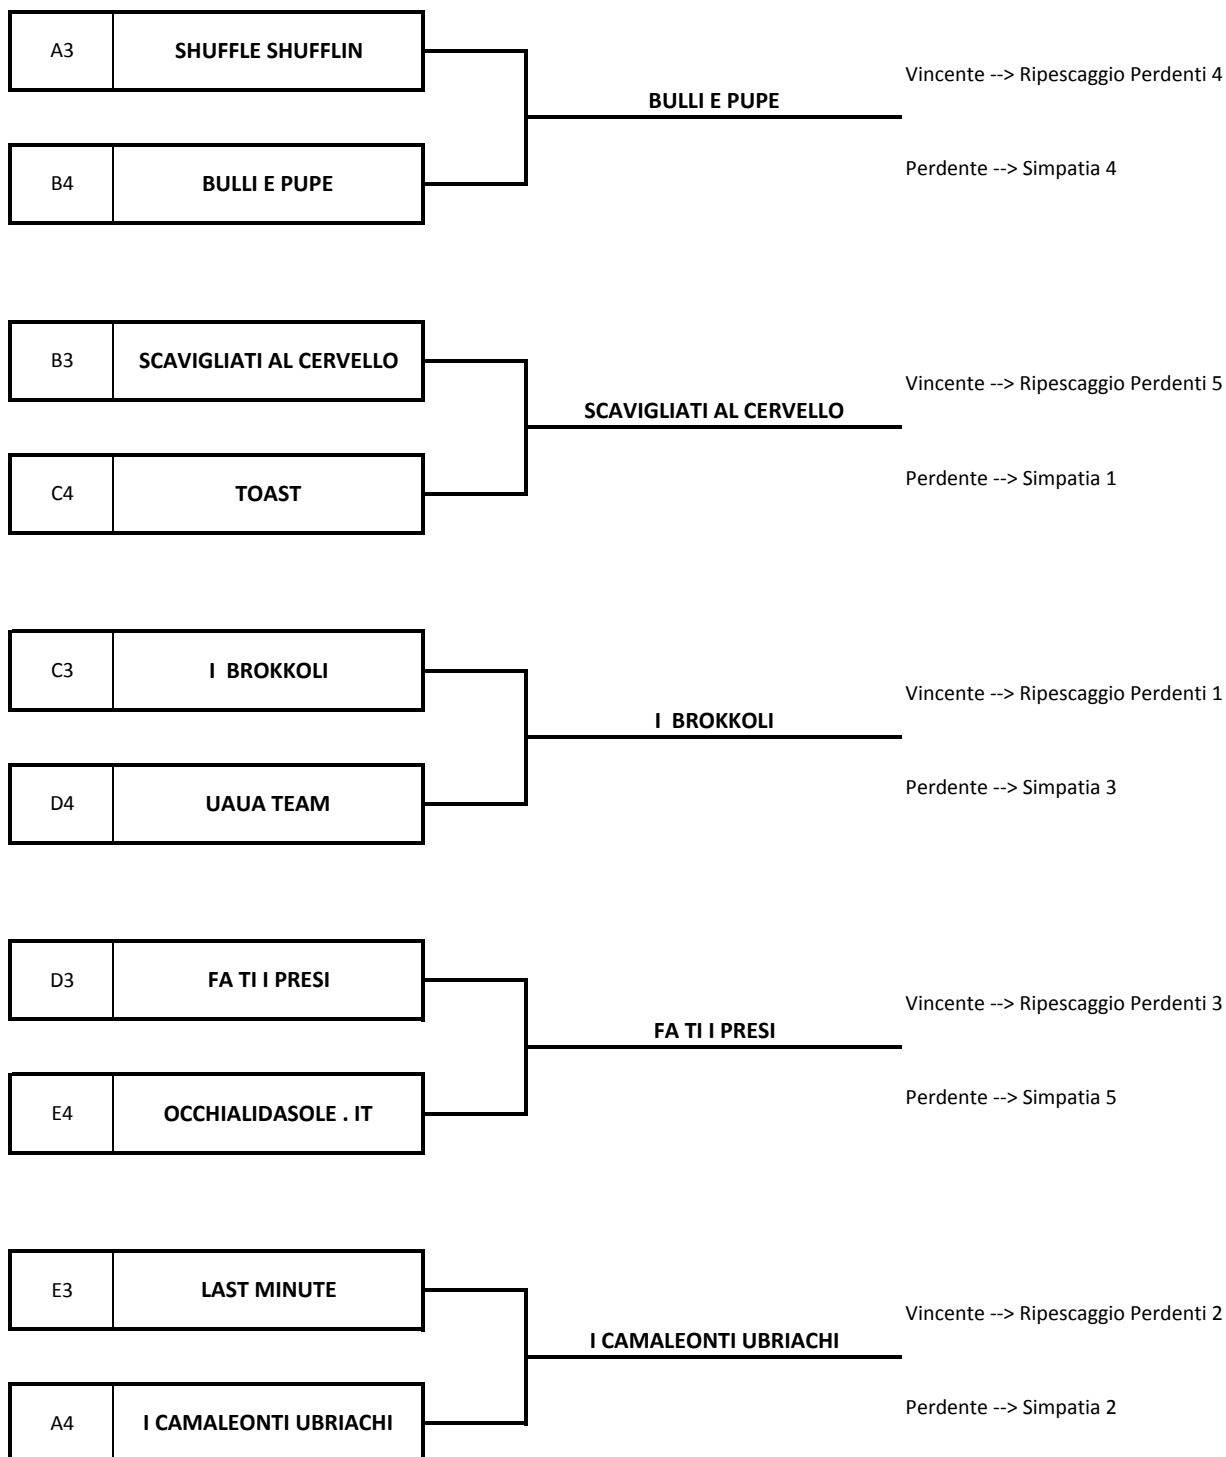 A3 SHUFFLE SHUFFLIN
Vincente --> Ripescaggio Perdenti 4
BULLI E PUPE
B4 BULLI E PUPE
Perdente --> Simpatia 4
B3 SCAVIGLIATI AL CERVELLO
Vincente --> Ripescaggio Perdenti 5
SCAVIGLIATI AL CERVELLO
C4 TOAST
Perdente --> Simpatia 1
C3 I  BROKKOLI
Vincente --> Ripescaggio Perdenti 1
I  BROKKOLI
D4 UAUA TEAM
Perdente --> Simpatia 3
D3 FA TI I PRESI
Vincente --> Ripescaggio Perdenti 3
FA TI I PRESI
E4 OCCHIALIDASOLE . IT
Perdente --> Simpatia 5
E3 LAST MINUTE
Vincente --> Ripescaggio Perdenti 2
I CAMALEONTI UBRIACHI
A4 I CAMALEONTI UBRIACHI
Perdente --> Simpatia 2